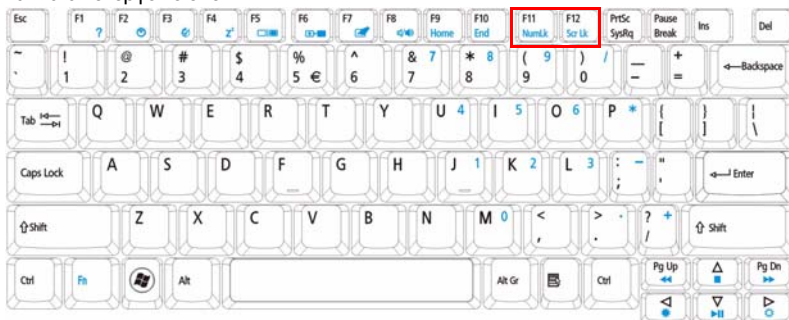 Esc F1 ? F2 F3 F4 zᶻ F5 F6 F7 F8 F9 Home F10 End F11 NumLk F12 Scr Lk PrtSc SysRq Pause Break Ins Del
~ ` ! 1 @ 2 # 3 $ 4 % 5 € ^ 6 & 7 7 * 8 8 ( 9 9 ) / 0 _ - + = Backspace
Tab Q W E R T Y U 4 I 5 O 6 P * { [ } ] | \
Caps Lock A S D F G H J 1 K 2 L 3 : - ; " ' Enter
Shift Z X C V B N M 0 < , > . . ? + / Shift
Ctrl Fn Alt Alt Gr Ctrl Pg Up Pg Dn